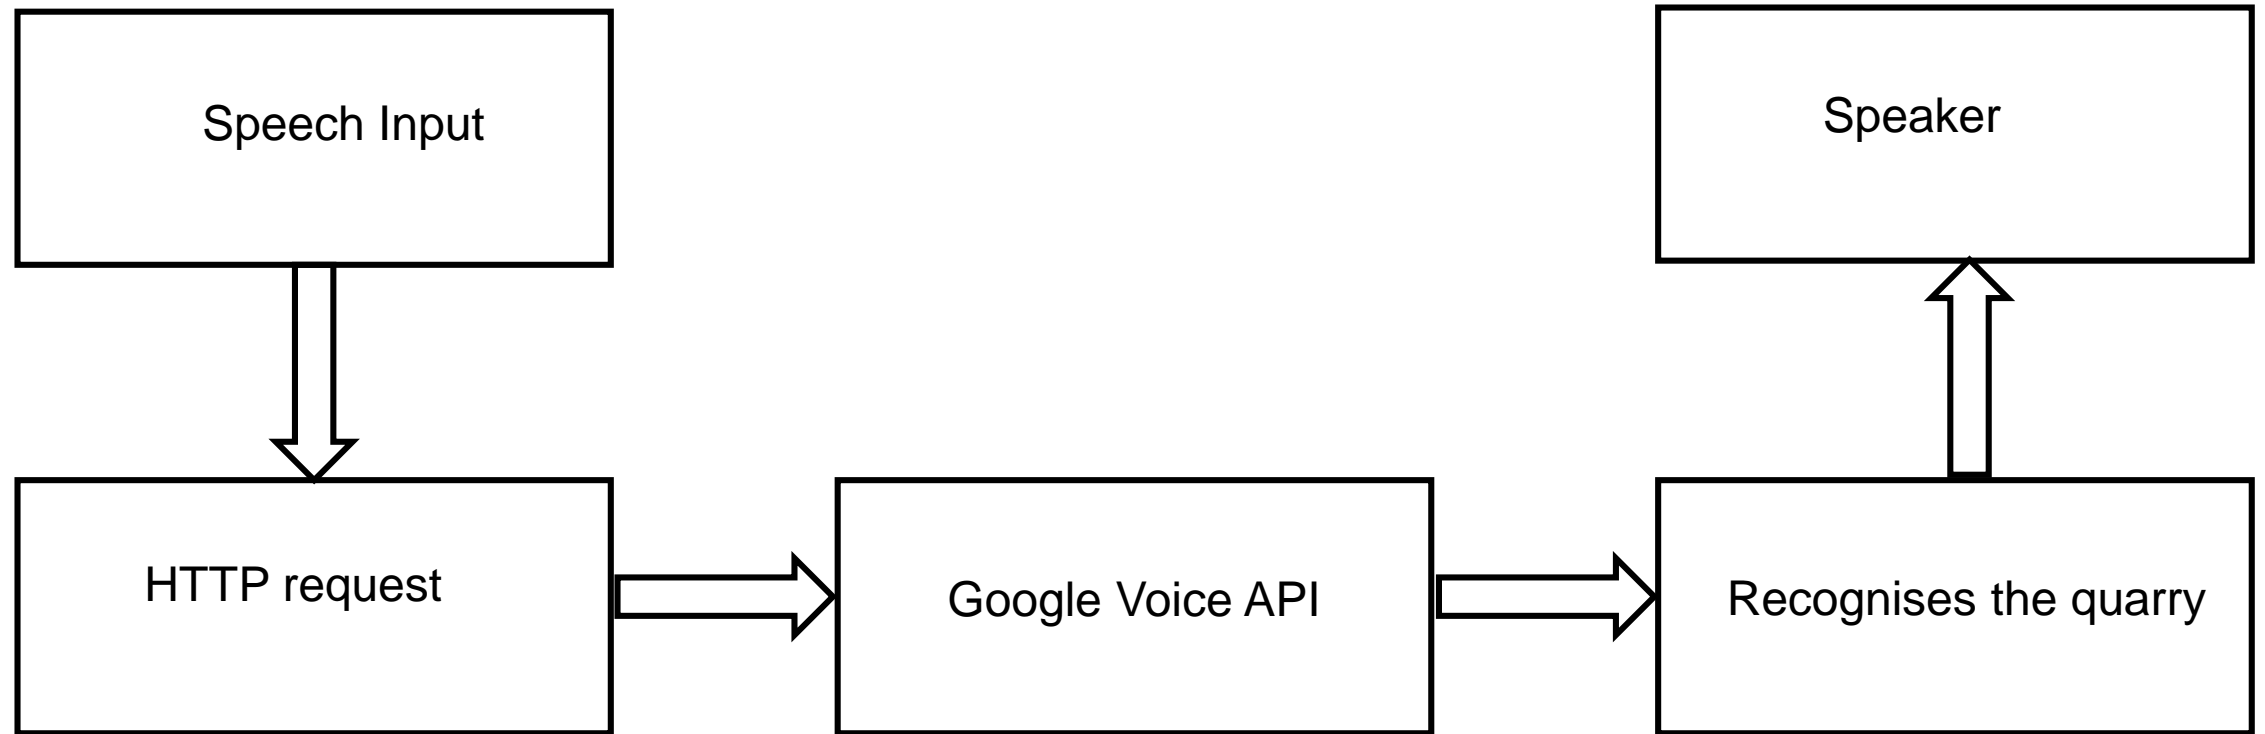 Speech Input
Speaker
HTTP request
Google Voice API
Recognises the quarry